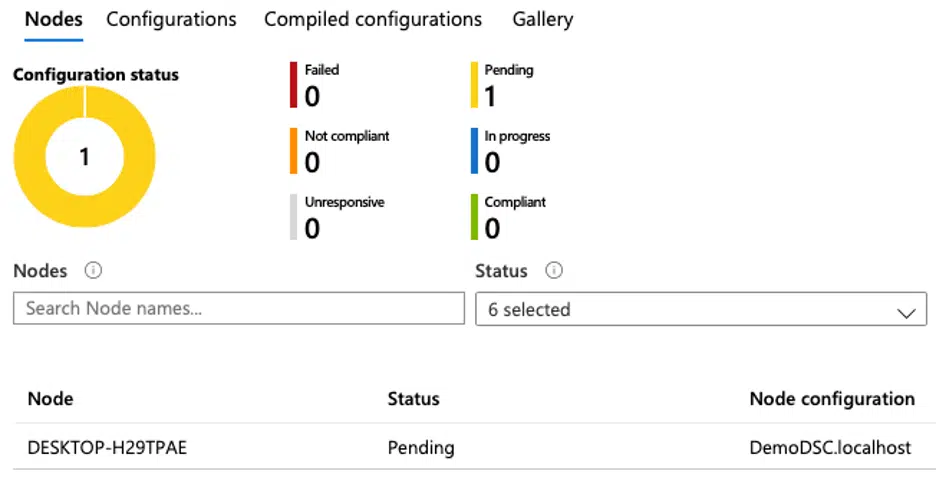 Nodes Configurations Compiled configurations Gallery
Configuration status
1
Failed
0
Pending
1
Not compliant
0
In progress
0
Unresponsive
0
Compliant
0
Nodes
Search Node names...
Status
6 selected
Node Status Node configuration
DESKTOP-H29TPAE Pending DemoDSC.localhost